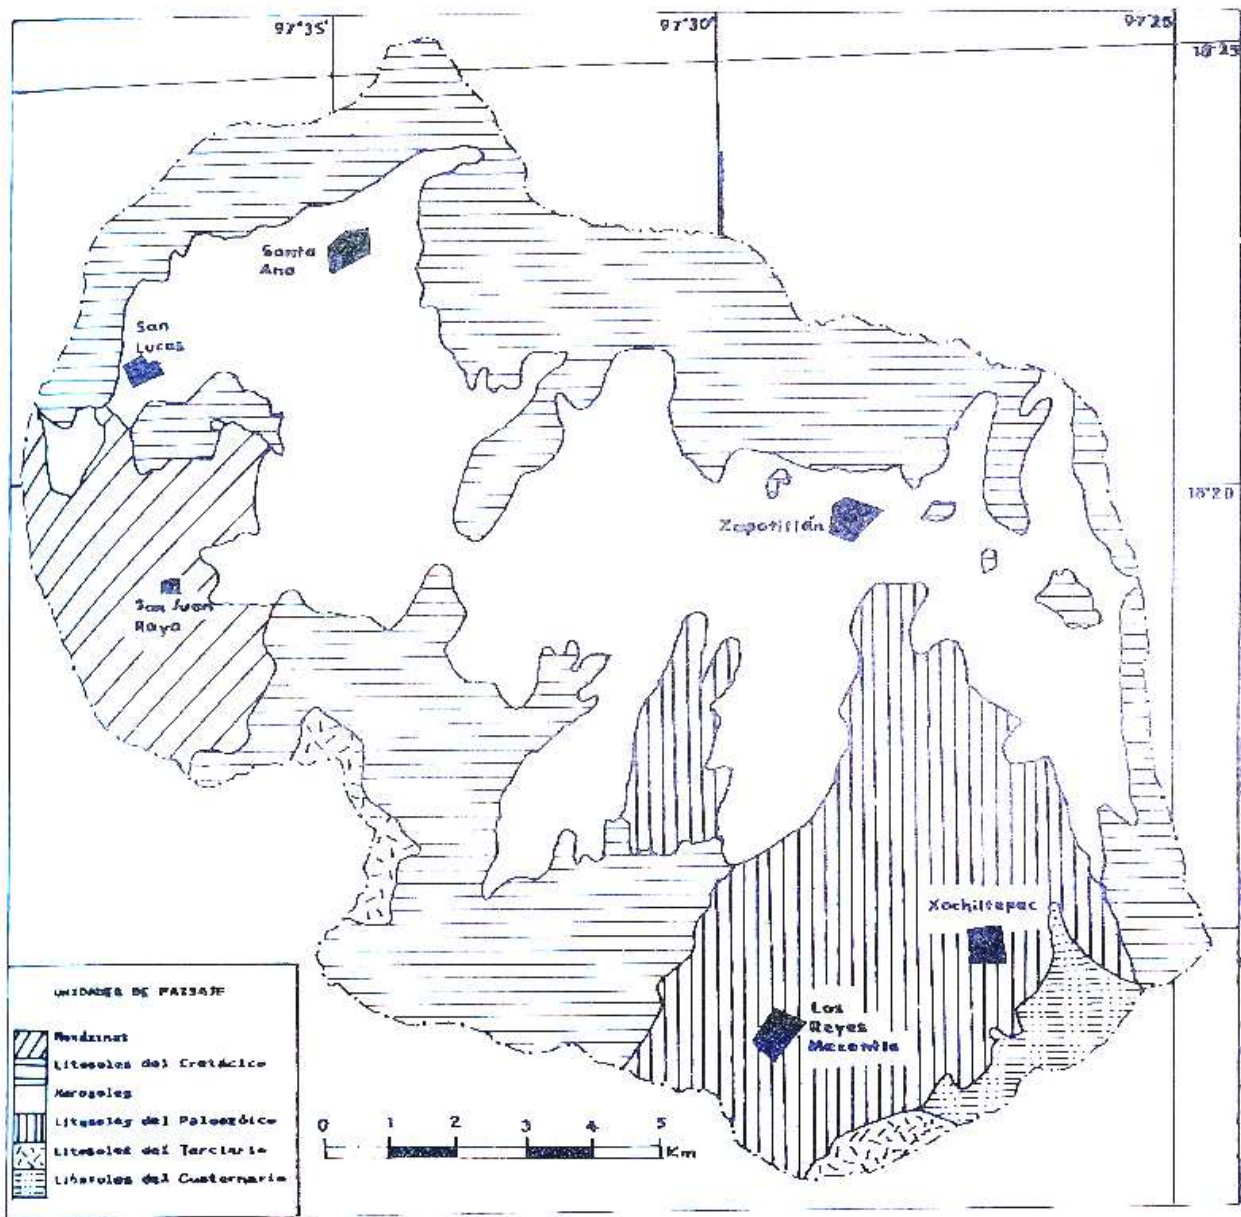 97°35'
97°30'
97°25
18°25
Santa
Ana
San
Lucas
18°20
Zapotitlán
San Juan
Raya
Xochiltepec
Los
Reyes
Mezontla
UNIDADES DE PAISAJE
Rendzinas
Litosoles del Cretácico
Xerosoles
Litosoles del Paleozóico
Litosoles del Terciario
Litosoles del Cuaternario
0 1 2 3 4 5
Km